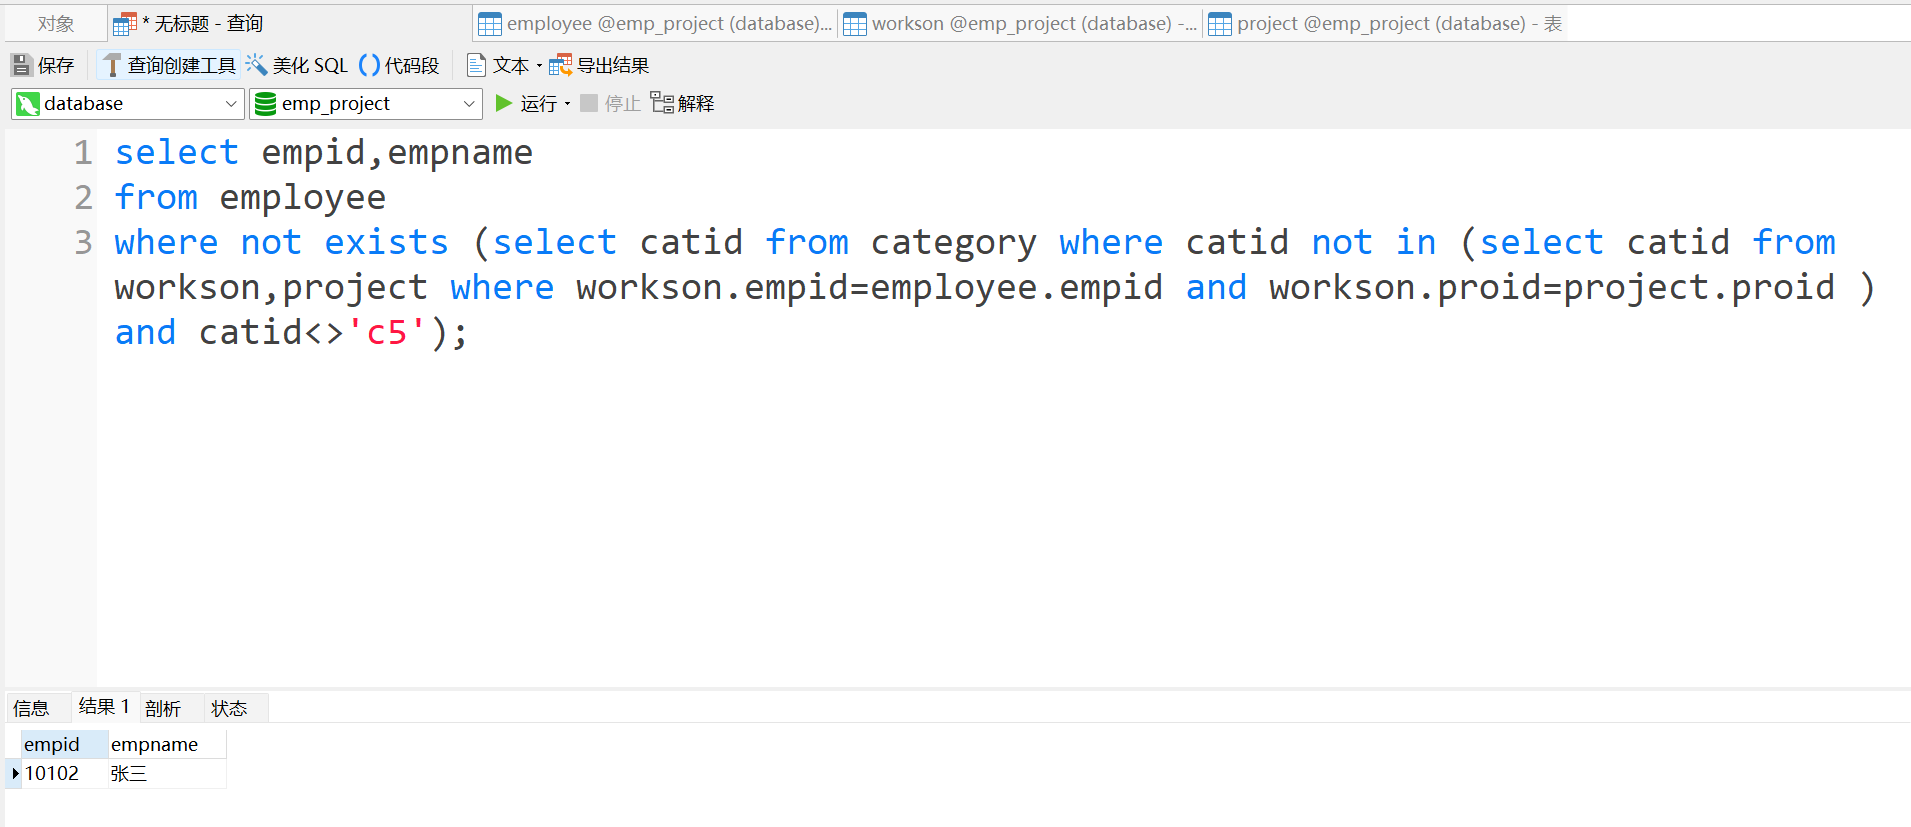 对象
* 无标题 - 查询
employee @emp_project (database)...
workson @emp_project (database) -...
project @emp_project (database) - 表
保存
查询创建工具
美化 SQL
() 代码段
文本
导出结果
database
emp_project
运行
停止
解释
1 select empid,empname
2 from employee
3 where not exists (select catid from category where catid not in (select catid from
workson,project where workson.empid=employee.empid and workson.proid=project.proid )
and catid<>'c5');
信息
结果 1
剖析
状态
empid empname
10102 张三